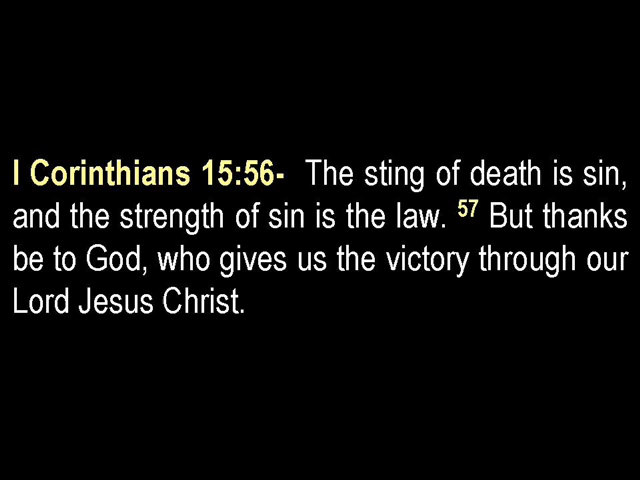 I Corinthians 15:56-  The sting of death is sin,
and the strength of sin is the law. 57 But thanks
be to God, who gives us the victory through our
Lord Jesus Christ.